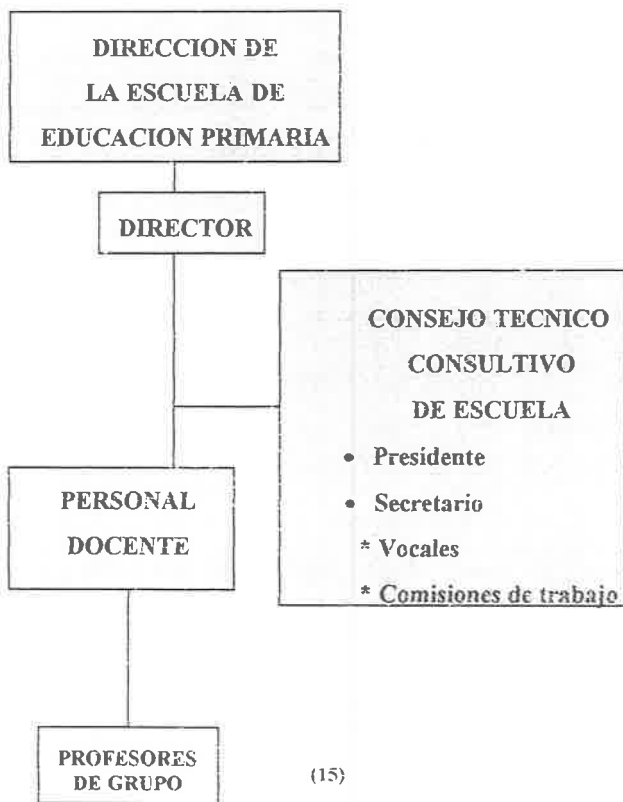 DIRECCION DE
LA ESCUELA DE
EDUCACION PRIMARIA
DIRECTOR
CONSEJO TECNICO
CONSULTIVO
DE ESCUELA
• Presidente
• Secretario
* Vocales
* Comisiones de trabajo
PERSONAL
DOCENTE
PROFESORES
DE GRUPO
(15)